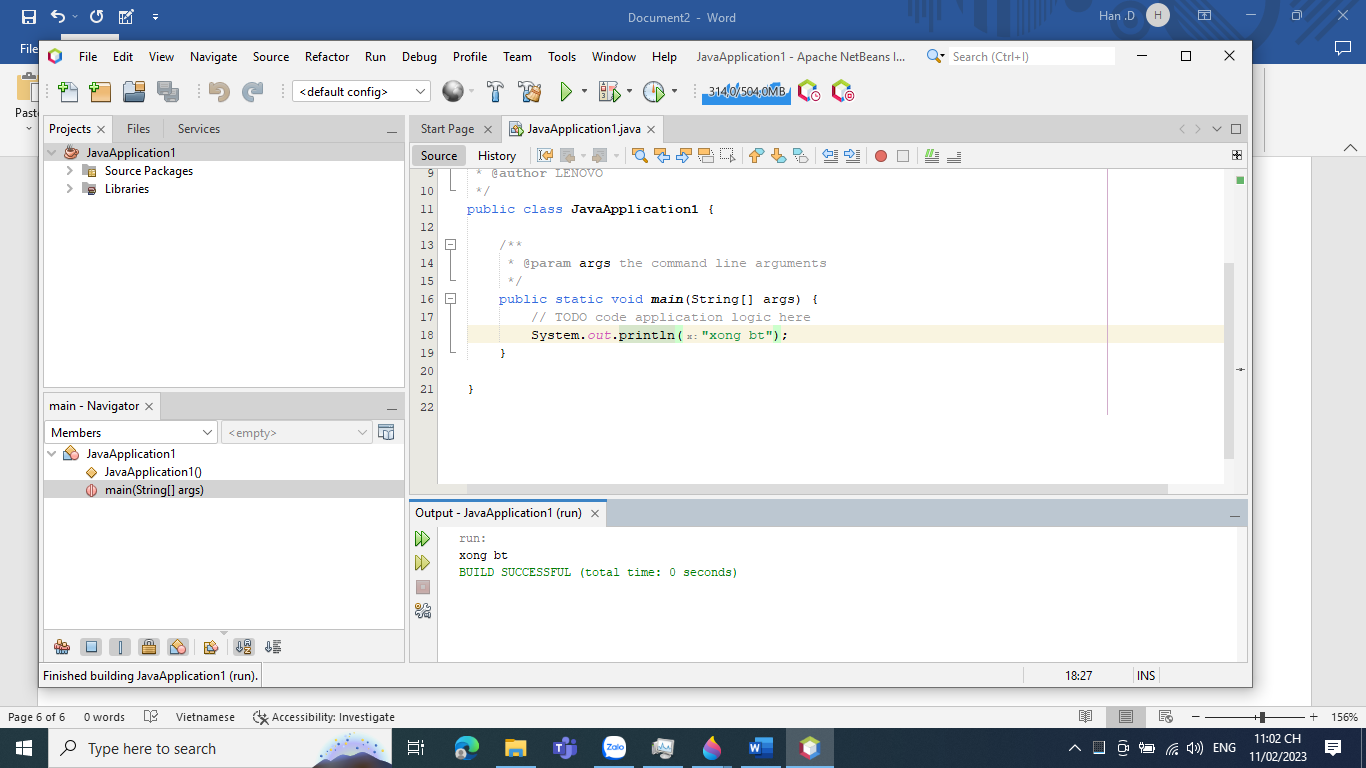 Document2 - Word
Han .D
H
File
Past
File Edit View Navigate Source Refactor Run Debug Profile Team Tools Window Help
JavaApplication1 - Apache NetBeans I...
Search (Ctrl+I)
<default config>
314,0/504,0MB
Projects Files Services
JavaApplication1
Source Packages
Libraries
Start Page JavaApplication1.java
Source History
9 * @author LENOVO
10 */
11 public class JavaApplication1 {
12
13 /**
14 * @param args the command line arguments
15 */
16 public static void main(String[] args) {
17 // TODO code application logic here
18 System.out.println(x:"xong bt");
19 }
20
21 }
22
main - Navigator
Members
<empty>
JavaApplication1
JavaApplication1()
main(String[] args)
Output - JavaApplication1 (run)
run:
xong bt
BUILD SUCCESSFUL (total time: 0 seconds)
Finished building JavaApplication1 (run).
18:27 INS
Page 6 of 6 0 words Vietnamese Accessibility: Investigate
156%
Type here to search
Zalo
ENG
11:02 CH
11/02/2023